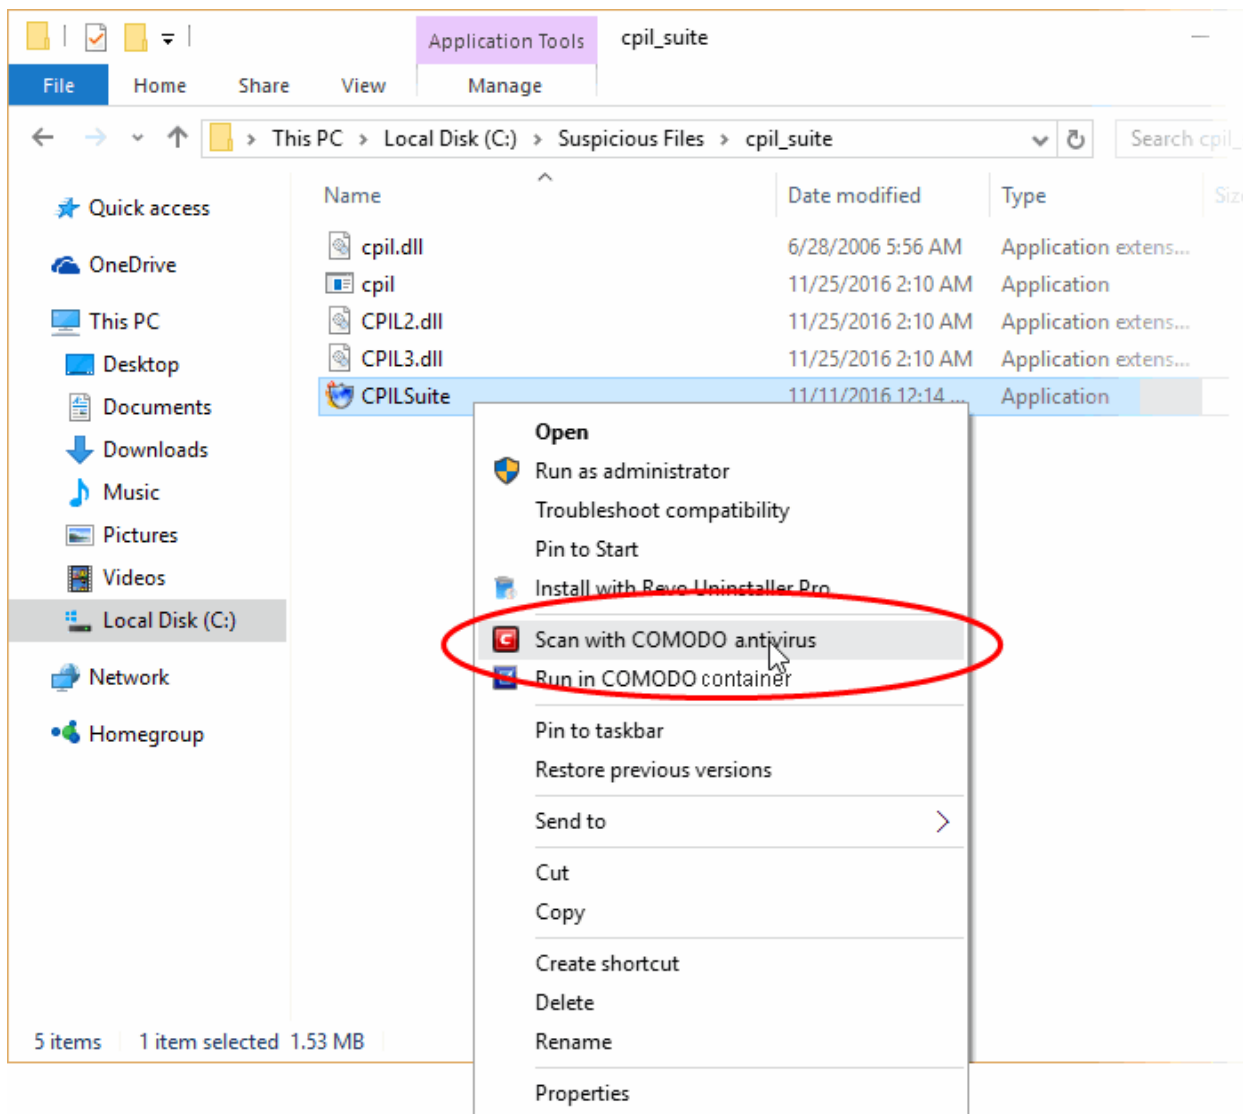 Application Tools cpil_suite
File Home Share View Manage
This PC > Local Disk (C:) > Suspicious Files > cpil_suite Search cpil_
Name Date modified Type Siz
Quick access
OneDrive
This PC
Desktop
Documents
Downloads
Music
Pictures
Videos
Local Disk (C:)
Network
Homegroup
cpil.dll 6/28/2006 5:56 AM Application extens...
cpil 11/25/2016 2:10 AM Application
CPIL2.dll 11/25/2016 2:10 AM Application extens...
CPIL3.dll 11/25/2016 2:10 AM Application extens...
CPILSuite 11/11/2016 12:14 ... Application
Open
Run as administrator
Troubleshoot compatibility
Pin to Start
Install with Revo Uninstaller Pro
Scan with COMODO antivirus
Run in COMODO container
Pin to taskbar
Restore previous versions
Send to
Cut
Copy
Create shortcut
Delete
Rename
Properties
5 items 1 item selected 1.53 MB